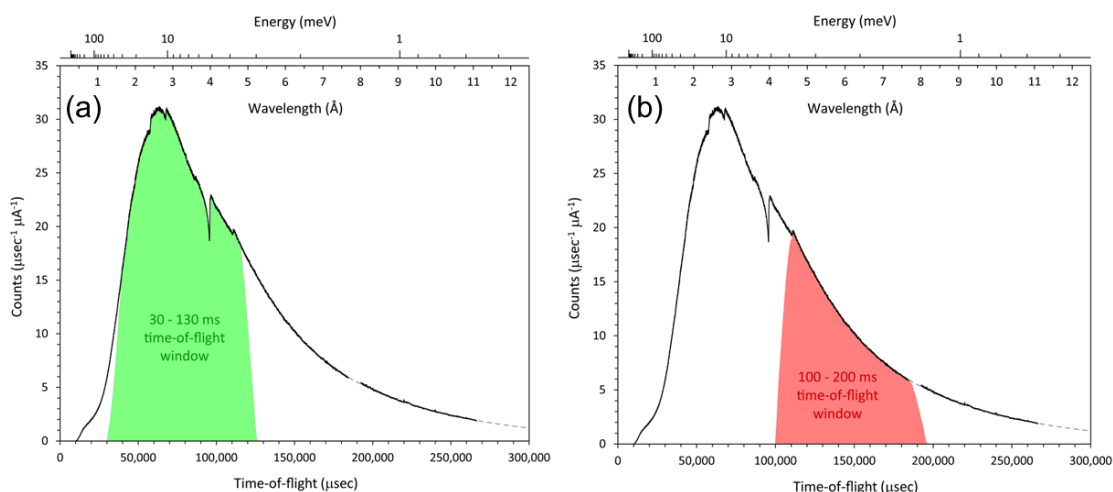 Energy (meV)
100 10 1
35
1 2 3 4 5 6 7 8 9 10 11 12
(a)
Wavelength (Å)
30
25
20
15
10
5
0
Counts (µsec⁻¹ µA⁻¹)
30 - 130 ms
time-of-flight
window
0 50,000 100,000 150,000 200,000 250,000 300,000
Time-of-flight (µsec)
Energy (meV)
100 10 1
35
1 2 3 4 5 6 7 8 9 10 11 12
(b)
Wavelength (Å)
30
25
20
15
10
5
0
Counts (µsec⁻¹ µA⁻¹)
100 - 200 ms
time-of-flight
window
0 50,000 100,000 150,000 200,000 250,000 300,000
Time-of-flight (µsec)